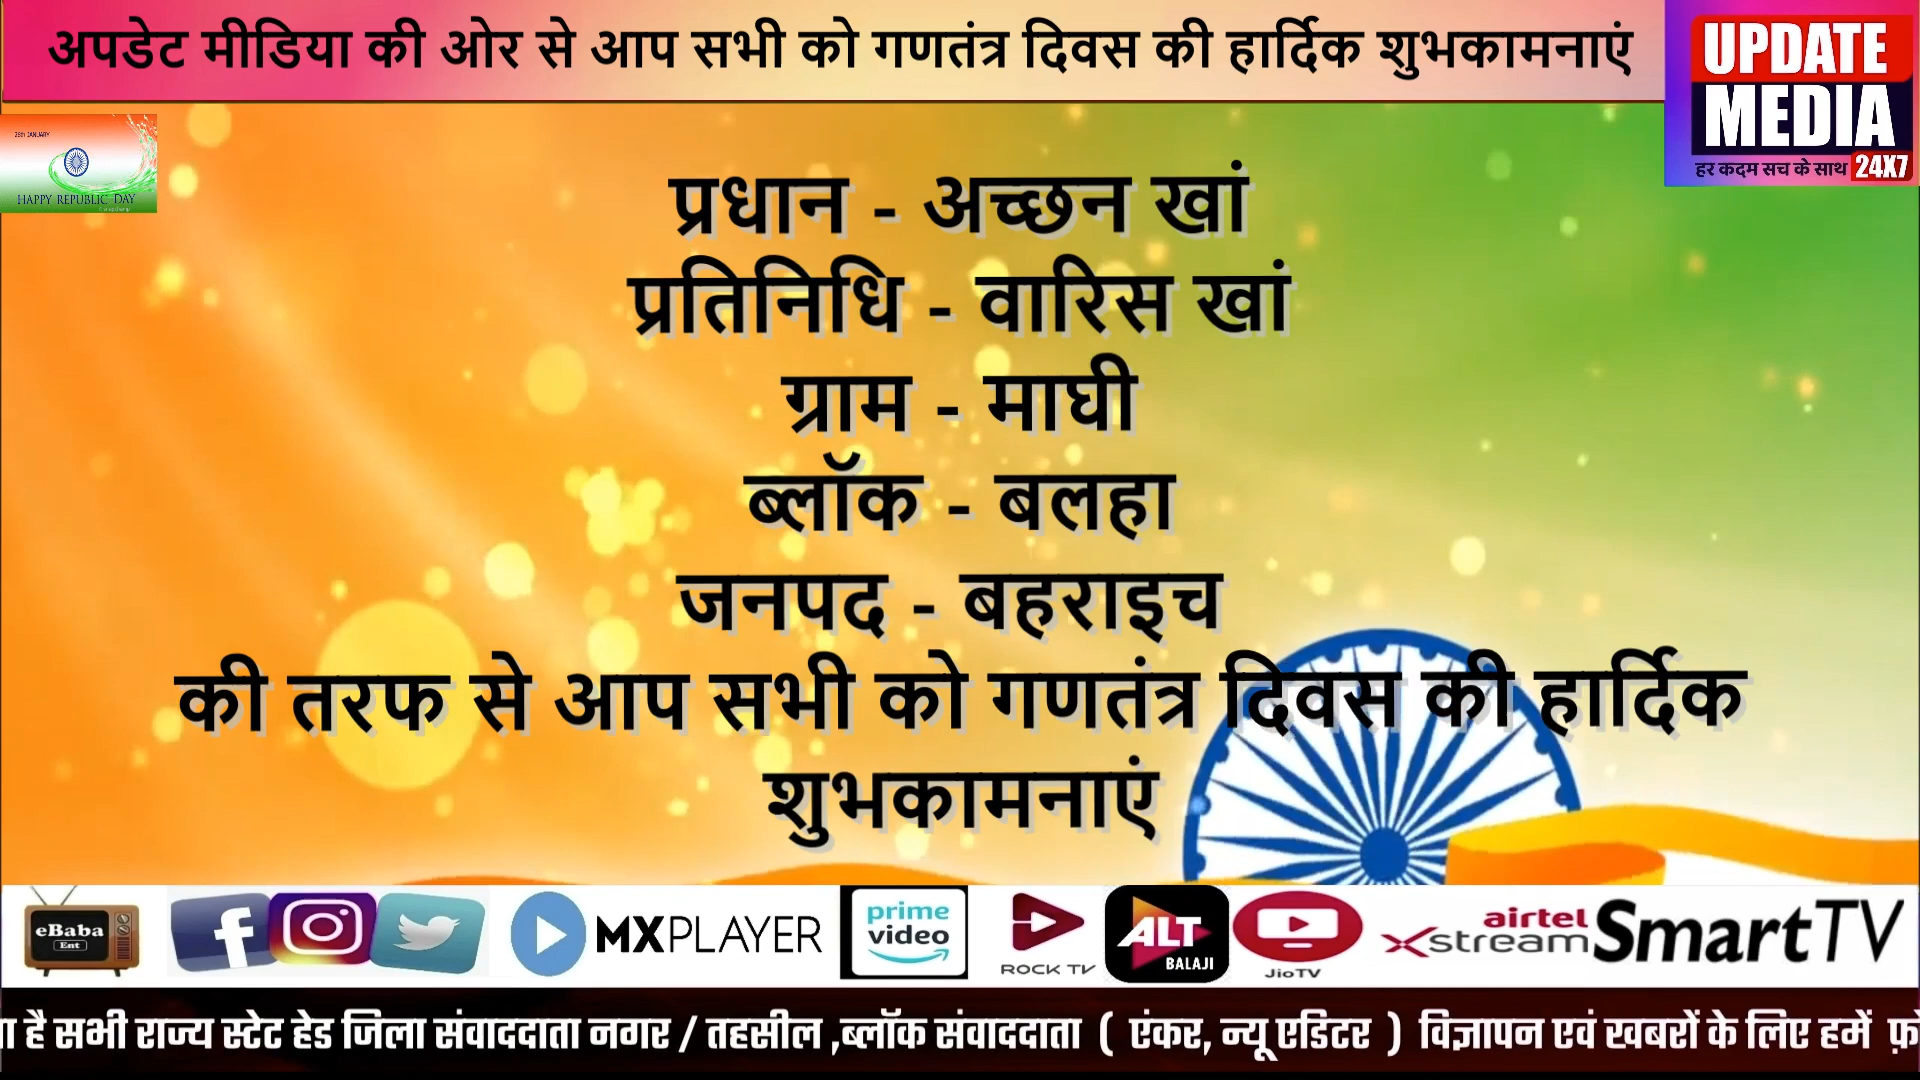 अपडेट मीडिया की ओर से आप सभी को गणतंत्र दिवस की हार्दिक शुभकामनाएं
UPDATE
MEDIA
हर कदम सच के साथ 24X7
26th JANUARY
HAPPY REPUBLIC DAY
प्रधान - अच्छन खां
प्रतिनिधि - वारिस खां
ग्राम - माघी
ब्लॉक - बलहा
जनपद - बहराइच
की तरफ से आप सभी को गणतंत्र दिवस की हार्दिक
शुभकामनाएं
eBaba
Ent
MXPLAYER
prime
video
ROCK TV
ALT
BALAJI
JioTV
airtel
Xstream
SmartTV
है सभी राज्य स्टेट हेड जिला संवाददाता नगर / तहसील ,ब्लॉक संवाददाता ( एंकर, न्यू एडिटर ) विज्ञापन एवं खबरों के लिए हमें